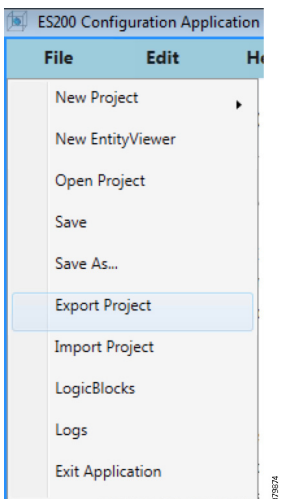 ES200 Configuration Application
File Edit He
New Project
New EntityViewer
Open Project
Save
Save As...
Export Project
Import Project
LogicBlocks
Logs
Exit Application